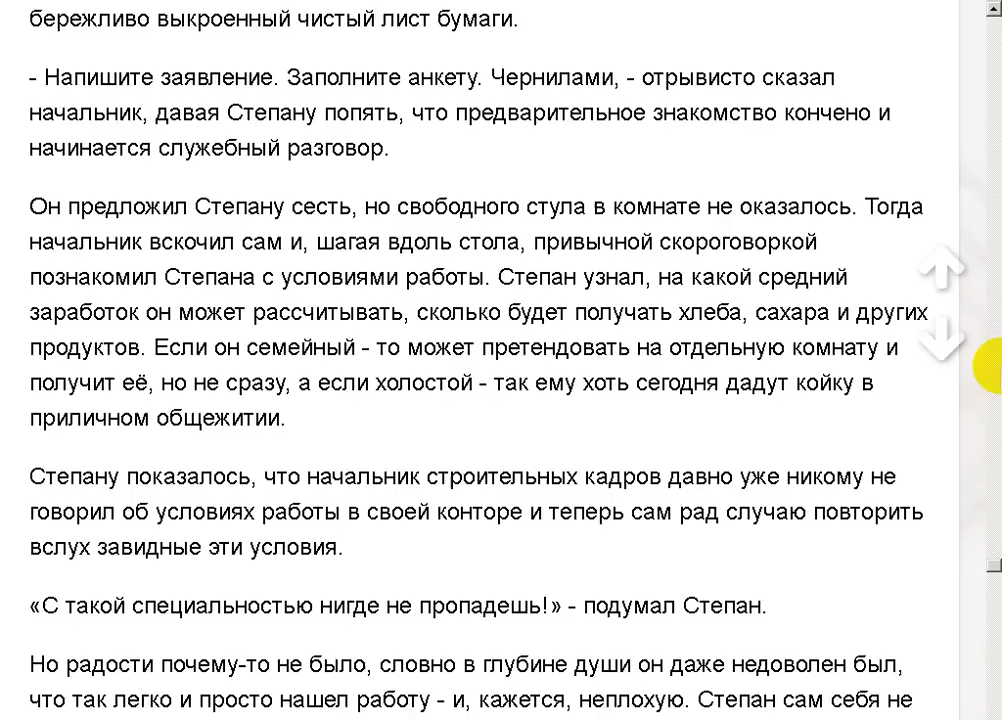 бережливо выкроенный чистый лист бумаги.
- Напишите заявление. Заполните анкету. Чернилами, - отрывисто сказал
начальник, давая Степану попять, что предварительное знакомство кончено и
начинается служебный разговор.
Он предложил Степану сесть, но свободного стула в комнате не оказалось. Тогда
начальник вскочил сам и, шагая вдоль стола, привычной скороговоркой
познакомил Степана с условиями работы. Степан узнал, на какой средний
заработок он может рассчитывать, сколько будет получать хлеба, сахара и других
продуктов. Если он семейный - то может претендовать на отдельную комнату и
получит её, но не сразу, а если холостой - так ему хоть сегодня дадут койку в
приличном общежитии.
Степану показалось, что начальник строительных кадров давно уже никому не
говорил об условиях работы в своей конторе и теперь сам рад случаю повторить
вслух завидные эти условия.
«С такой специальностью нигде не пропадешь!» - подумал Степан.
Но радости почему-то не было, словно в глубине души он даже недоволен был,
что так легко и просто нашел работу - и, кажется, неплохую. Степан сам себя не